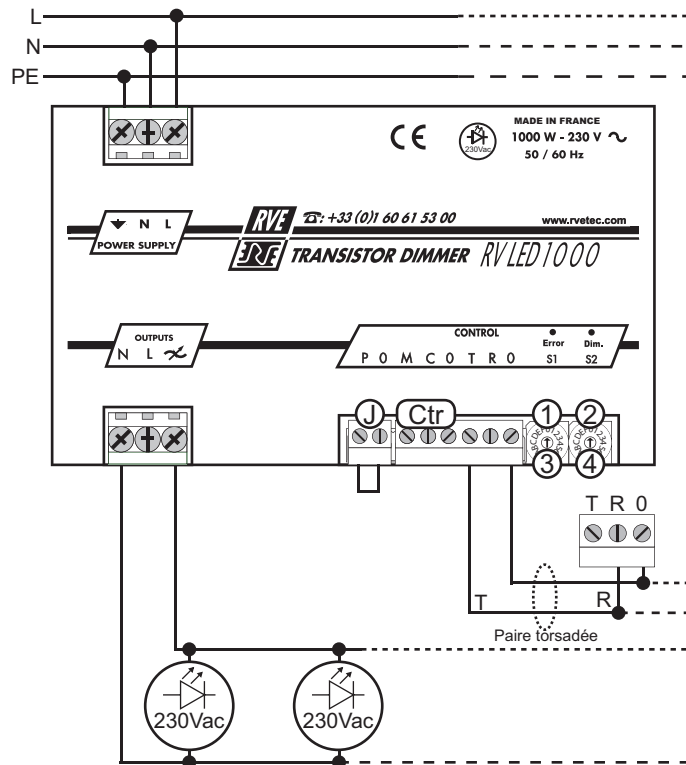 L
N
PE
MADE IN FRANCE
CE 230Vac 1000 W - 230 V
50 / 60 Hz
N L
POWER SUPPLY
RVE ☎: +33 (0)1 60 61 53 00 www.rvetec.com
RVE TRANSISTOR DIMMER RV LED 1000
OUTPUTS
N L
CONTROL
Error Dim.
P 0 M C 0 T R 0 S1 S2
J Ctr 1 2
3 4
T R 0
T R
Paire torsadée
230Vac 230Vac